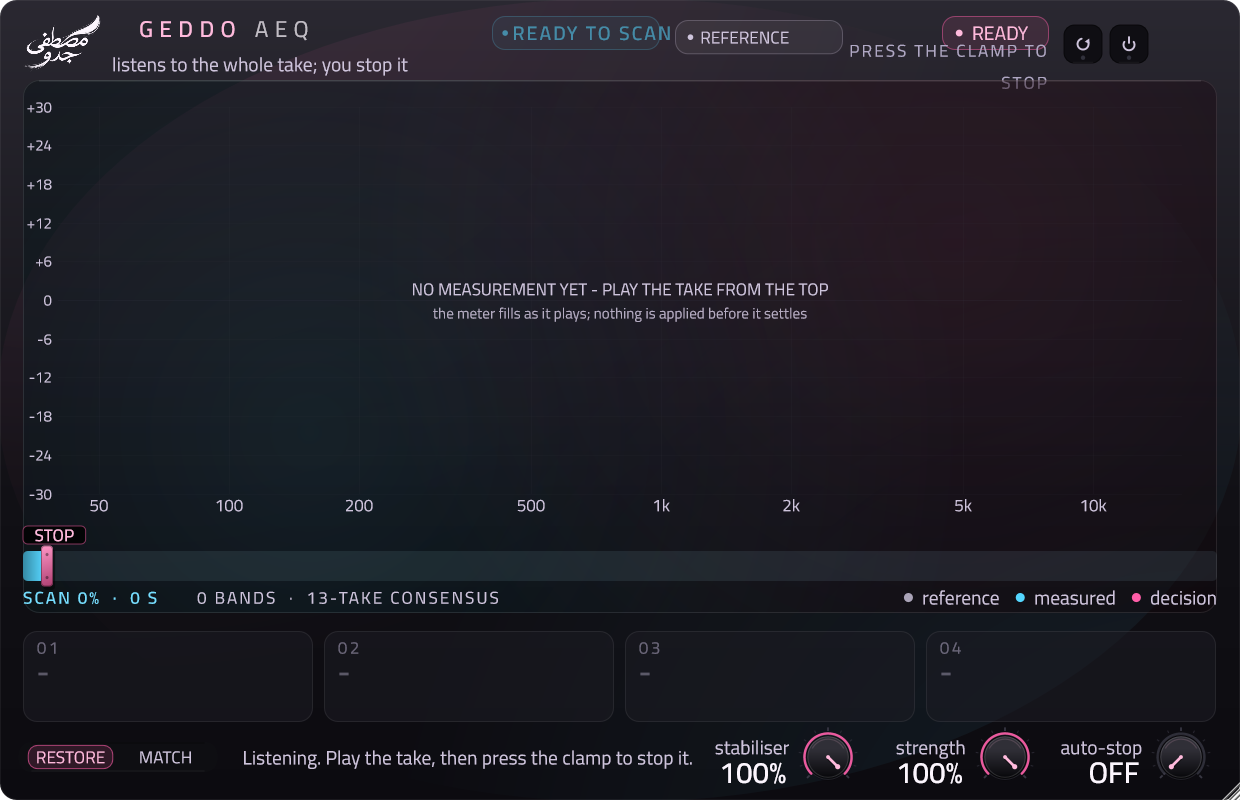 مصطفى جدو
GEDDO AEQ
listens to the whole take; you stop it
READY TO SCAN
REFERENCE
READY
PRESS THE CLAMP TO
STOP
+30
+24
+18
+12
+6
0
-6
-12
-18
-24
-30
NO MEASUREMENT YET - PLAY THE TAKE FROM THE TOP
the meter fills as it plays; nothing is applied before it settles
50 100 200 500 1k 2k 5k 10k
STOP
SCAN 0% · 0 S 0 BANDS · 13-TAKE CONSENSUS
reference measured decision
01 02 03 04
– – – –
RESTORE MATCH Listening. Play the take, then press the clamp to stop it.
stabiliser 100%
strength 100%
auto-stop OFF